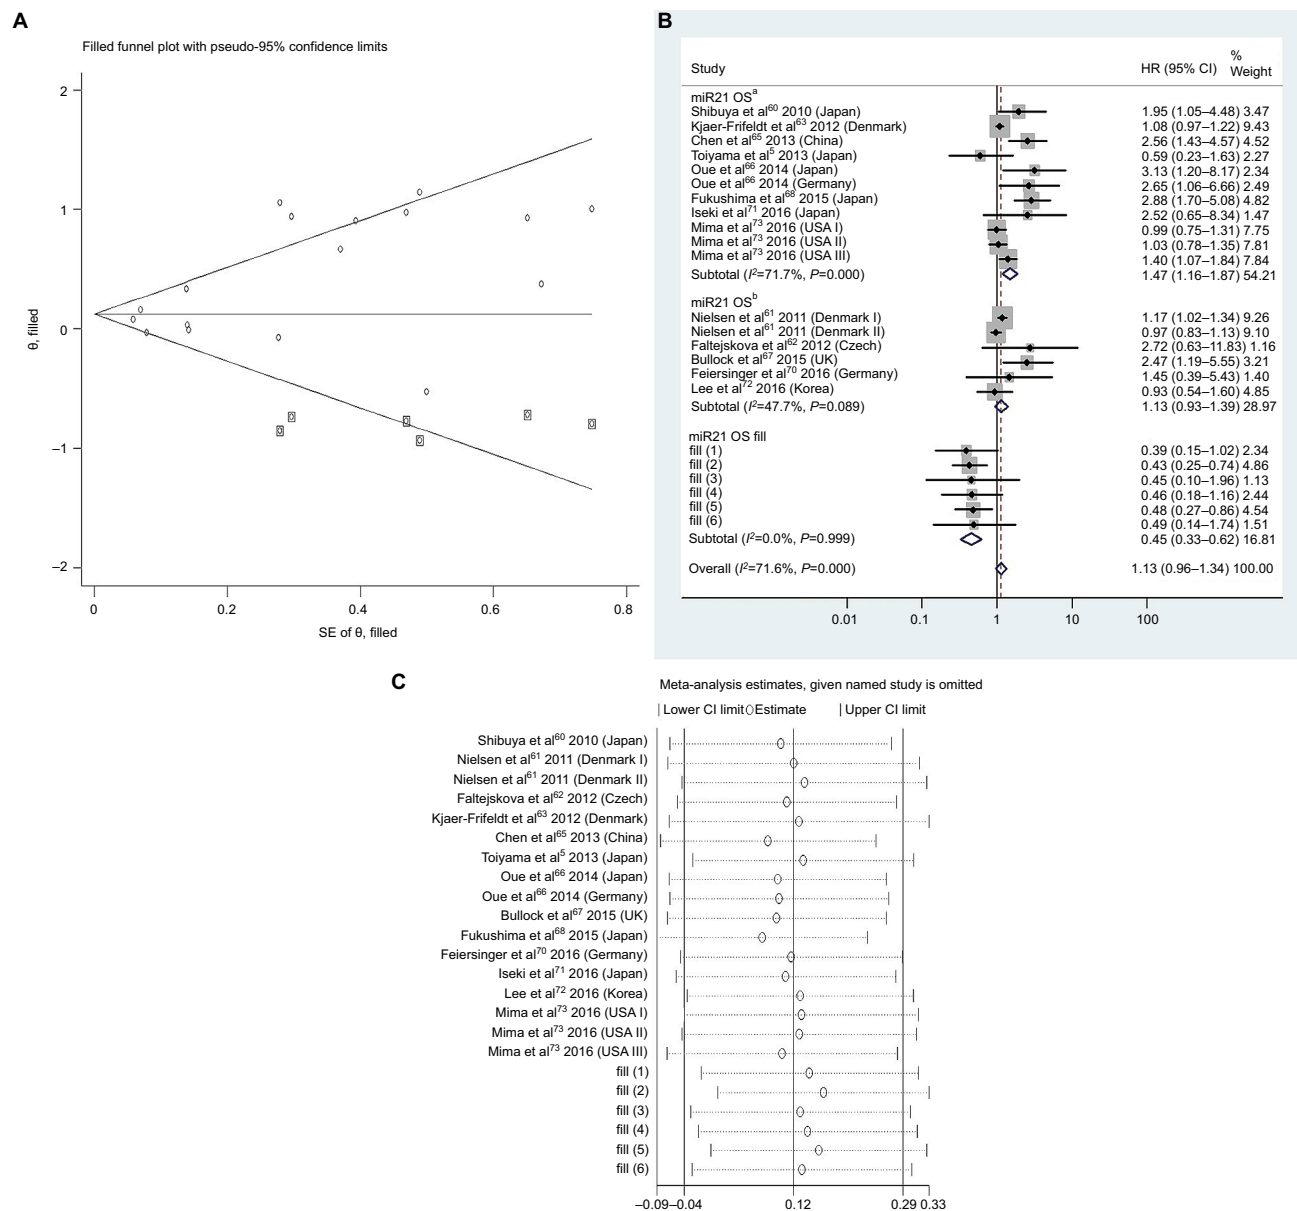 A
Filled funnel plot with pseudo-95% confidence limits
2
1
0
–1
–2
θ, filled
0
0.2
0.4
0.6
0.8
SE of θ, filled
B
Study
HR (95% CI)
%
Weight
miR21 OSa
Shibuya et al60 2010 (Japan) 1.95 (1.05–4.48) 3.47
Kjaer-Frifeldt et al63 2012 (Denmark) 1.08 (0.97–1.22) 9.43
Chen et al65 2013 (China) 2.56 (1.43–4.57) 4.52
Toiyama et al5 2013 (Japan) 0.59 (0.23–1.63) 2.27
Oue et al66 2014 (Japan) 3.13 (1.20–8.17) 2.34
Oue et al66 2014 (Germany) 2.65 (1.06–6.66) 2.49
Fukushima et al68 2015 (Japan) 2.88 (1.70–5.08) 4.82
Iseki et al71 2016 (Japan) 2.52 (0.65–8.34) 1.47
Mima et al73 2016 (USA I) 0.99 (0.75–1.31) 7.75
Mima et al73 2016 (USA II) 1.03 (0.78–1.35) 7.81
Mima et al73 2016 (USA III) 1.40 (1.07–1.84) 7.84
Subtotal (I2=71.7%, P=0.000) 1.47 (1.16–1.87) 54.21
miR21 OSb
Nielsen et al61 2011 (Denmark I) 1.17 (1.02–1.34) 9.26
Nielsen et al61 2011 (Denmark II) 0.97 (0.83–1.13) 9.10
Faltejskova et al62 2012 (Czech) 2.72 (0.63–11.83) 1.16
Bullock et al67 2015 (UK) 2.47 (1.19–5.55) 3.21
Feiersinger et al70 2016 (Germany) 1.45 (0.39–5.43) 1.40
Lee et al72 2016 (Korea) 0.93 (0.54–1.60) 4.85
Subtotal (I2=47.7%, P=0.089) 1.13 (0.93–1.39) 28.97
miR21 OS fill
fill (1) 0.39 (0.15–1.02) 2.34
fill (2) 0.43 (0.25–0.74) 4.86
fill (3) 0.45 (0.10–1.96) 1.13
fill (4) 0.46 (0.18–1.16) 2.44
fill (5) 0.48 (0.27–0.86) 4.54
fill (6) 0.49 (0.14–1.74) 1.51
Subtotal (I2=0.0%, P=0.999) 0.45 (0.33–0.62) 16.81
Overall (I2=71.6%, P=0.000) 1.13 (0.96–1.34) 100.00
0.01
0.1
1
10
100
C
Meta-analysis estimates, given named study is omitted
Lower CI limit Estimate Upper CI limit
Shibuya et al60 2010 (Japan)
Nielsen et al61 2011 (Denmark I)
Nielsen et al61 2011 (Denmark II)
Faltejskova et al62 2012 (Czech)
Kjaer-Frifeldt et al63 2012 (Denmark)
Chen et al65 2013 (China)
Toiyama et al5 2013 (Japan)
Oue et al66 2014 (Japan)
Oue et al66 2014 (Germany)
Bullock et al67 2015 (UK)
Fukushima et al68 2015 (Japan)
Feiersinger et al70 2016 (Germany)
Iseki et al71 2016 (Japan)
Lee et al72 2016 (Korea)
Mima et al73 2016 (USA I)
Mima et al73 2016 (USA II)
Mima et al73 2016 (USA III)
fill (1)
fill (2)
fill (3)
fill (4)
fill (5)
fill (6)
–0.09 –0.04 0.12 0.29 0.33